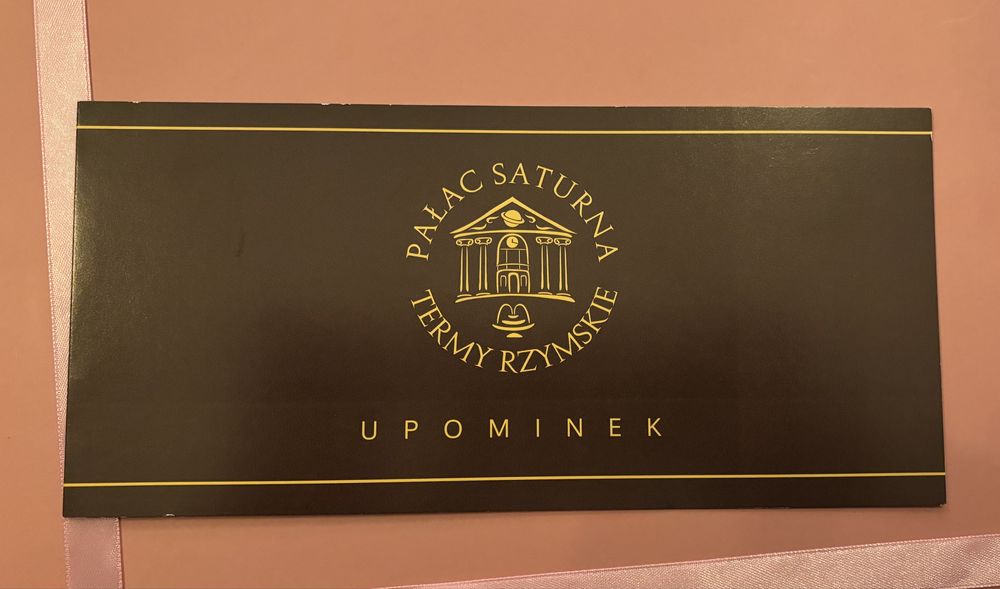 PAŁAC SATURNA
TERMY RZYMSKIE
UPOMINEK